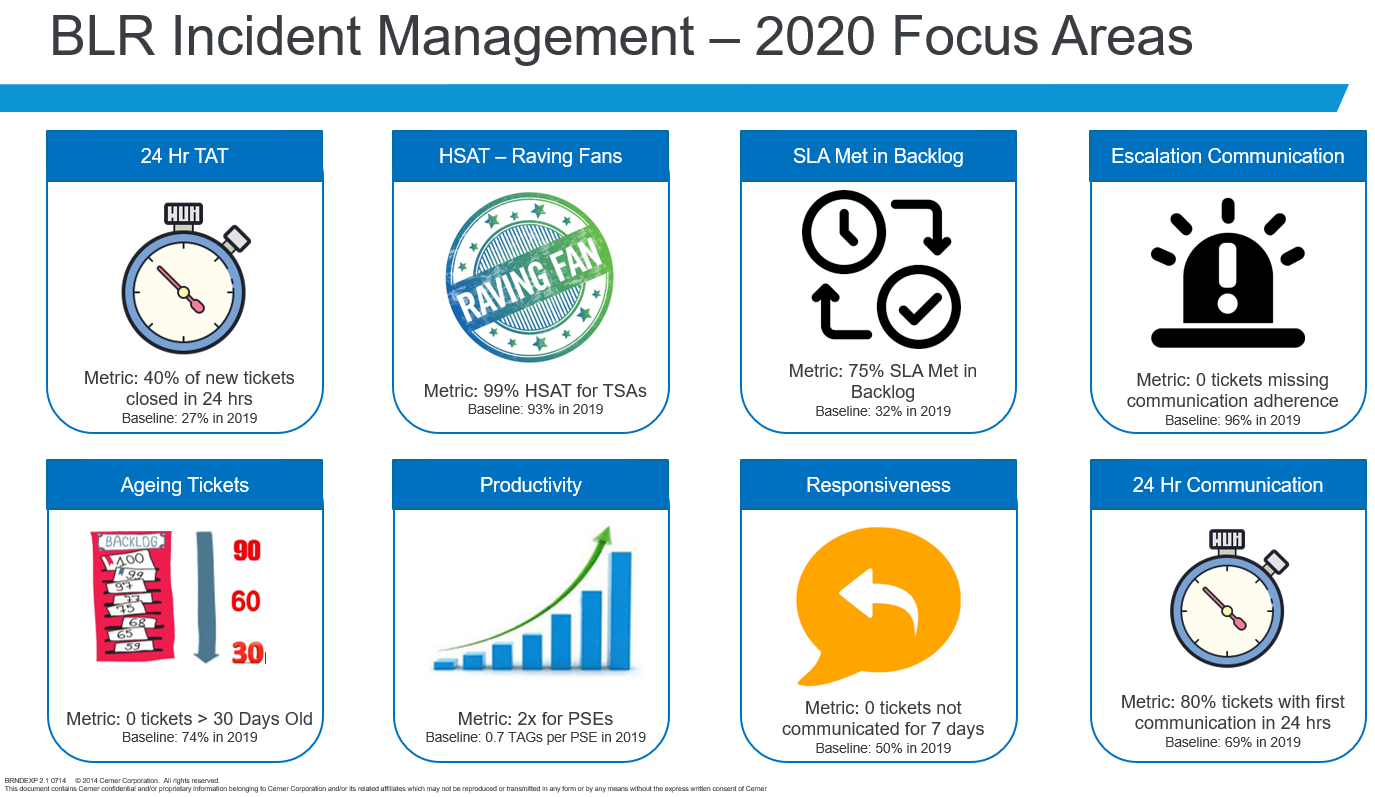 BLR Incident Management – 2020 Focus Areas
24 Hr TAT
Metric: 40% of new tickets
closed in 24 hrs
Baseline: 27% in 2019
HSAT – Raving Fans
RAVING FAN
Metric: 99% HSAT for TSAs
Baseline: 93% in 2019
SLA Met in Backlog
Metric: 75% SLA Met in
Backlog
Baseline: 32% in 2019
Escalation Communication
Metric: 0 tickets missing
communication adherence
Baseline: 96% in 2019
Ageing Tickets
BACKLOG
100
99
97
77
75
68
65
59
90
60
30
Metric: 0 tickets > 30 Days Old
Baseline: 74% in 2019
Productivity
Metric: 2x for PSEs
Baseline: 0.7 TAGs per PSE in 2019
Responsiveness
Metric: 0 tickets not
communicated for 7 days
Baseline: 50% in 2019
24 Hr Communication
Metric: 80% tickets with first
communication in 24 hrs
Baseline: 69% in 2019
BRNDEXP 2.1 0714 © 2014 Cerner Corporation. All rights reserved.
This document contains Cerner confidential and/or proprietary information belonging to Cerner Corporation and/or its related affiliates which may not be reproduced or transmitted in any form or by any means without the express written consent of Cerner